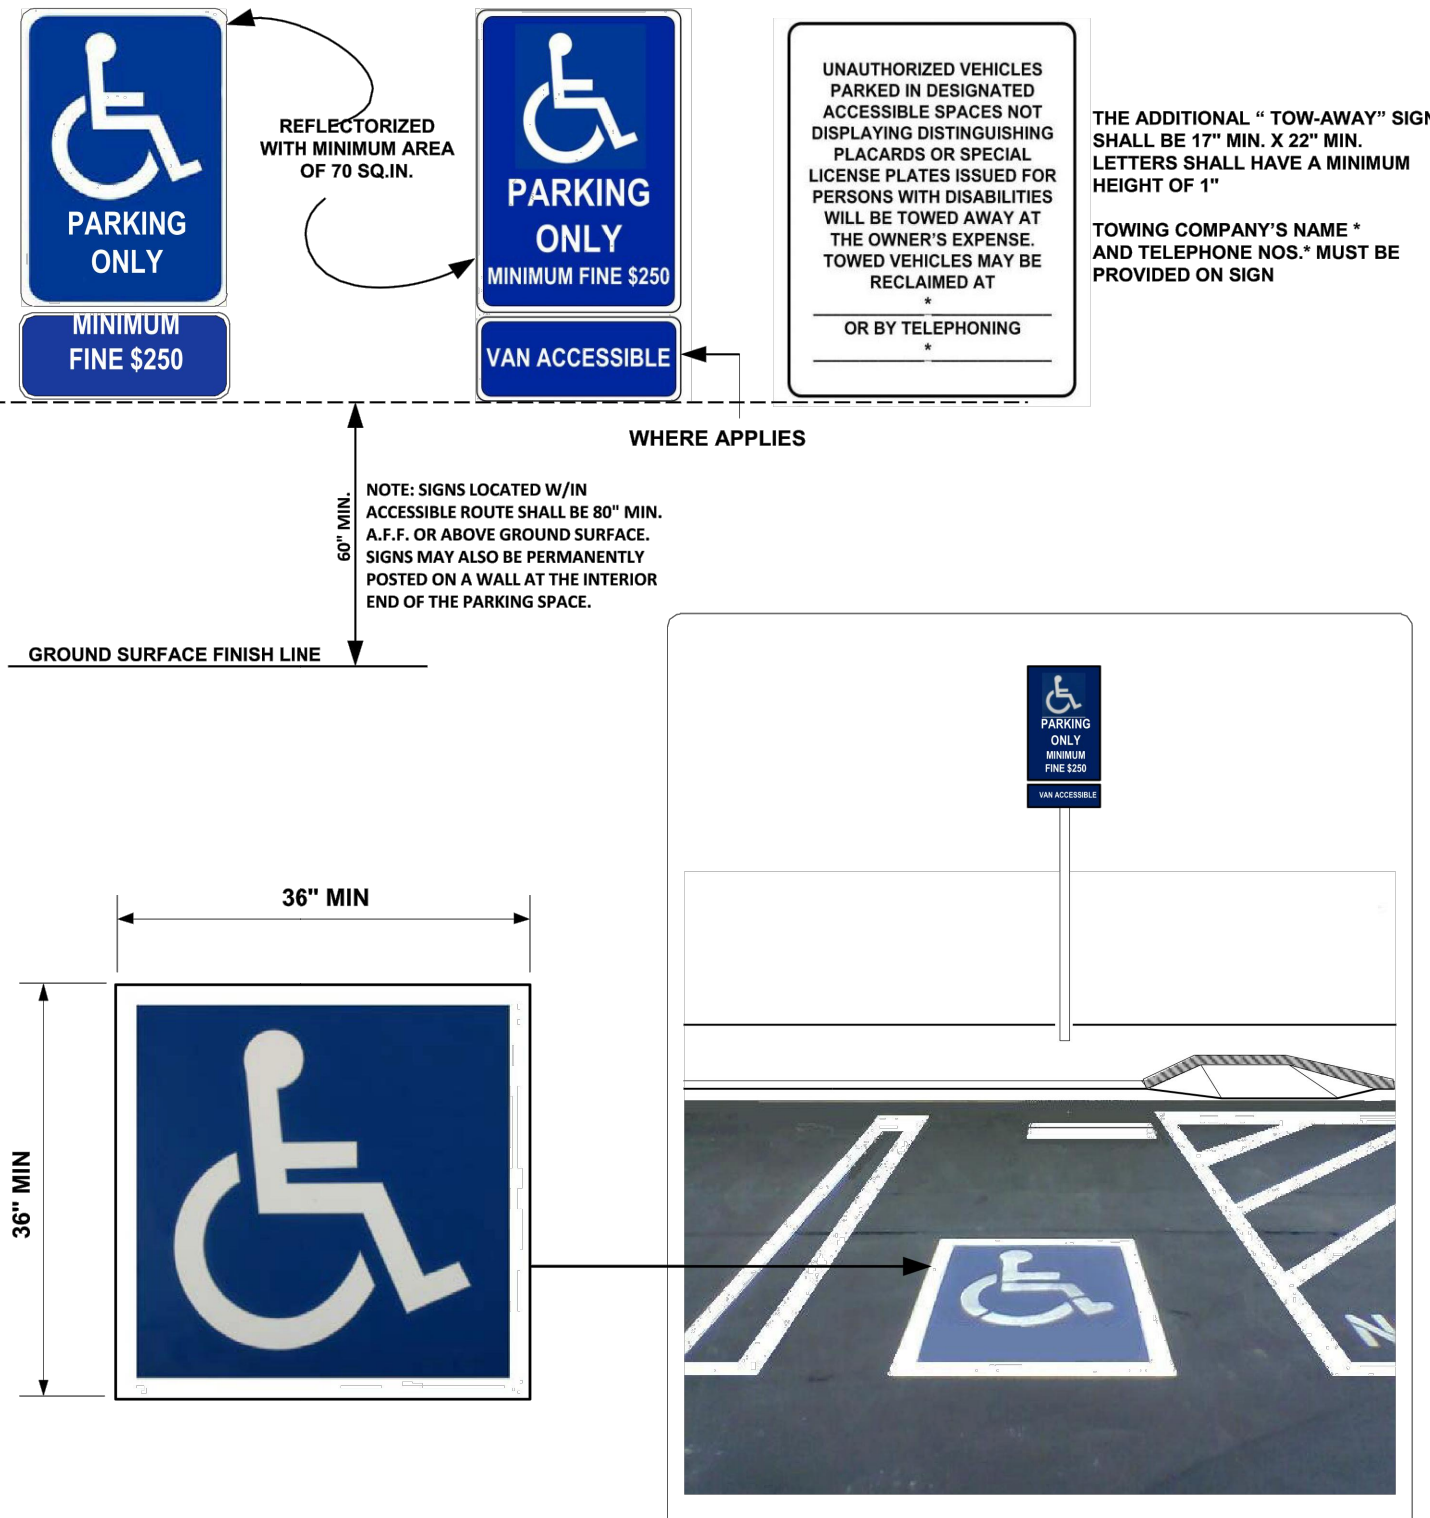 PARKING
ONLY
MINIMUM
FINE $250
REFLECTORIZED
WITH MINIMUM AREA
OF 70 SQ.IN.
PARKING
ONLY
MINIMUM FINE $250
VAN ACCESSIBLE
WHERE APPLIES
UNAUTHORIZED VEHICLES
PARKED IN DESIGNATED
ACCESSIBLE SPACES NOT
DISPLAYING DISTINGUISHING
PLACARDS OR SPECIAL
LICENSE PLATES ISSUED FOR
PERSONS WITH DISABILITIES
WILL BE TOWED AWAY AT
THE OWNER'S EXPENSE.
TOWED VEHICLES MAY BE
RECLAIMED AT
*
OR BY TELEPHONING
*
THE ADDITIONAL “ TOW-AWAY” SIGN
SHALL BE 17" MIN. X 22" MIN.
LETTERS SHALL HAVE A MINIMUM
HEIGHT OF 1"
TOWING COMPANY'S NAME *
AND TELEPHONE NOS.* MUST BE
PROVIDED ON SIGN
60" MIN.
NOTE: SIGNS LOCATED W/IN
ACCESSIBLE ROUTE SHALL BE 80" MIN.
A.F.F. OR ABOVE GROUND SURFACE.
SIGNS MAY ALSO BE PERMANENTLY
POSTED ON A WALL AT THE INTERIOR
END OF THE PARKING SPACE.
GROUND SURFACE FINISH LINE
PARKING
ONLY
MINIMUM
FINE $250
VAN ACCESSIBLE
36" MIN
36" MIN
N